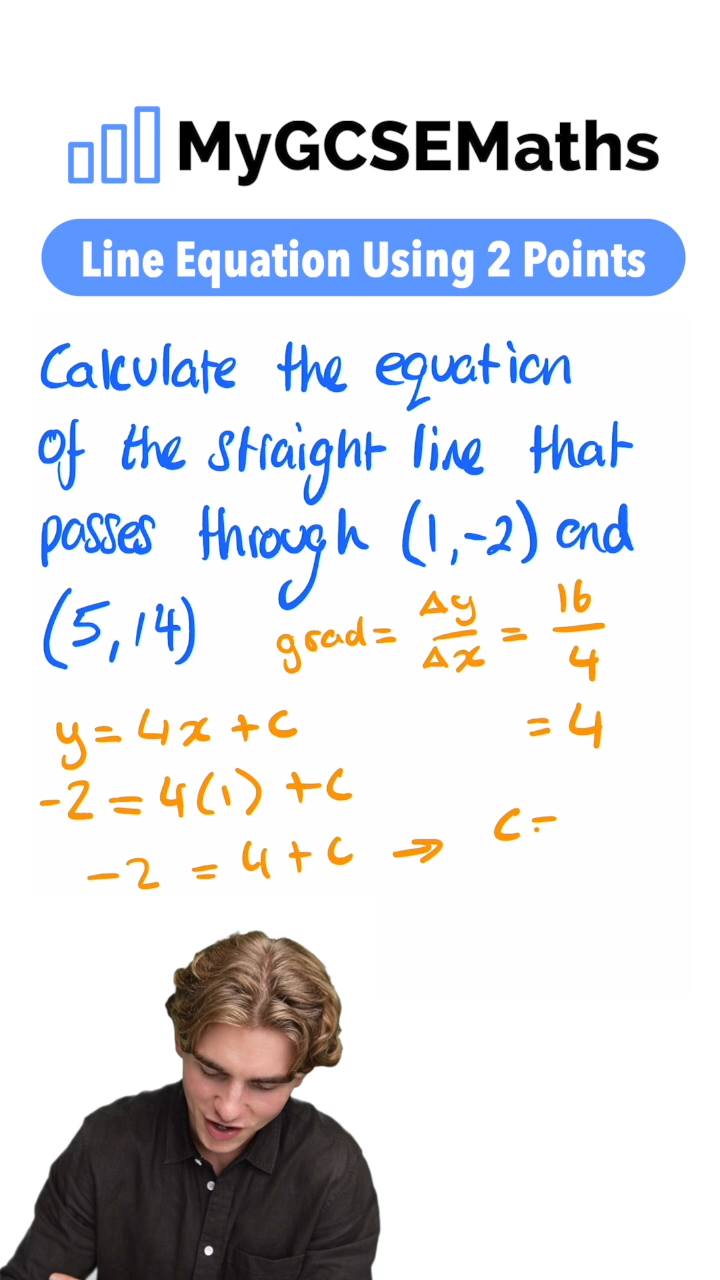 MyGCSEMaths
Line Equation Using 2 Points
Calculate the equation
of the straight line that
passes through (1,-2) and
(5,14)
grad = Δy/Δx = 16/4
= 4
y = 4x + c
-2 = 4(1) + c
-2 = 4 + c ⇒ c =